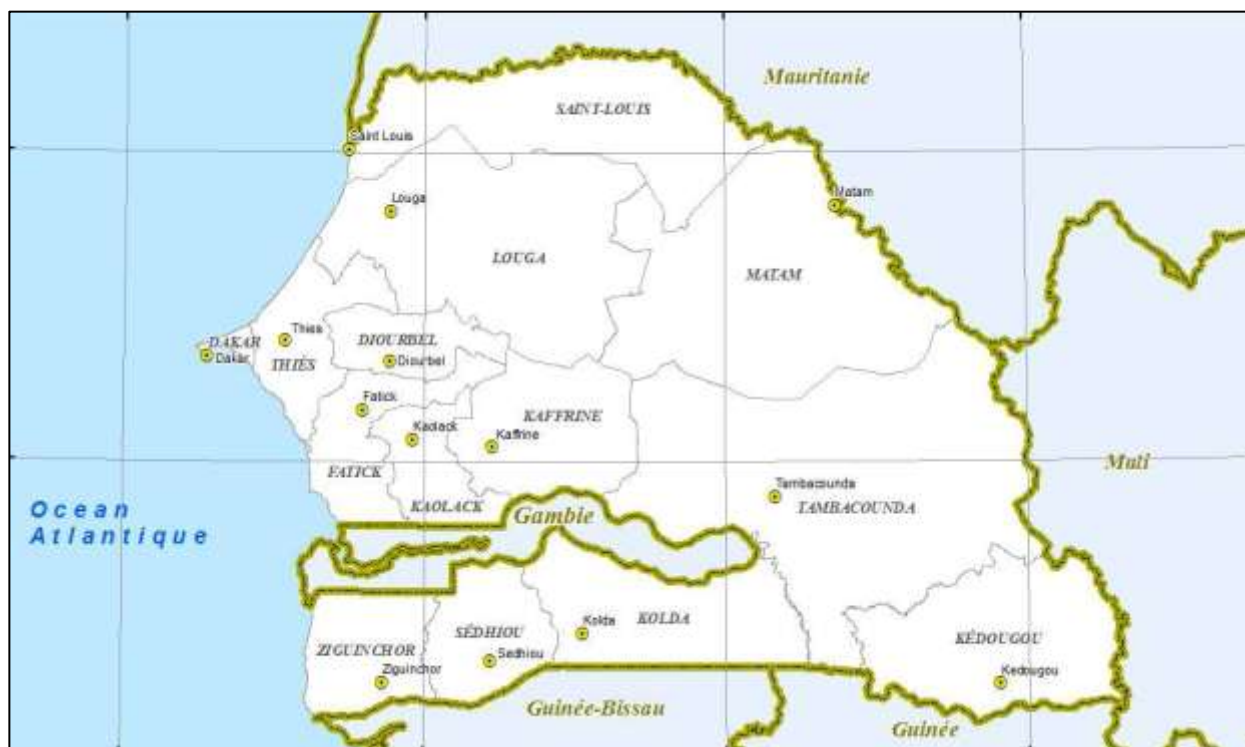 Mauritanie
SAINT-LOUIS
Saint Louis
Matam
Louga
LOUGA
MATAM
Thies
DAKAR
DIOURBEL
Dakar
THIÈS
Diourbel
Fatick
KAFFRINE
Kaolack
Kaffrine
Mali
FATICK
Tambacounda
KAOLACK
TAMBACOUNDA
Ocean
Atlantique
Gambie
Kolda
KOLDA
SÉDHIOU
KÉDOUGOU
ZIGUINCHOR
Sedhiou
Ziguinchor
Kedougou
Guinée-Bissau
Guinée